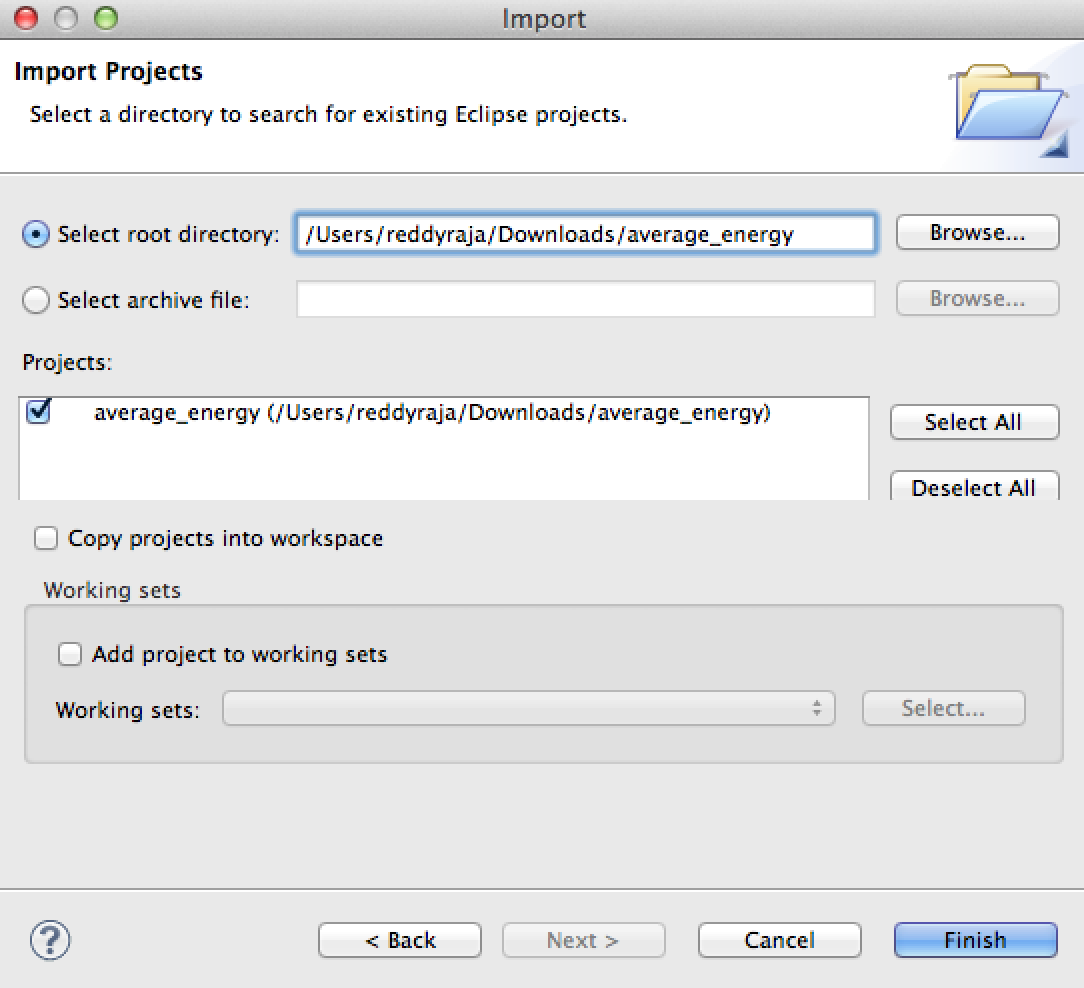 Import
Import Projects
Select a directory to search for existing Eclipse projects.
Select root directory: /Users/reddyraja/Downloads/average_energy Browse...
Select archive file: Browse...
Projects:
average_energy (/Users/reddyraja/Downloads/average_energy) Select All
Deselect All
Copy projects into workspace
Working sets
Add project to working sets
Working sets: Select...
? < Back Next > Cancel Finish